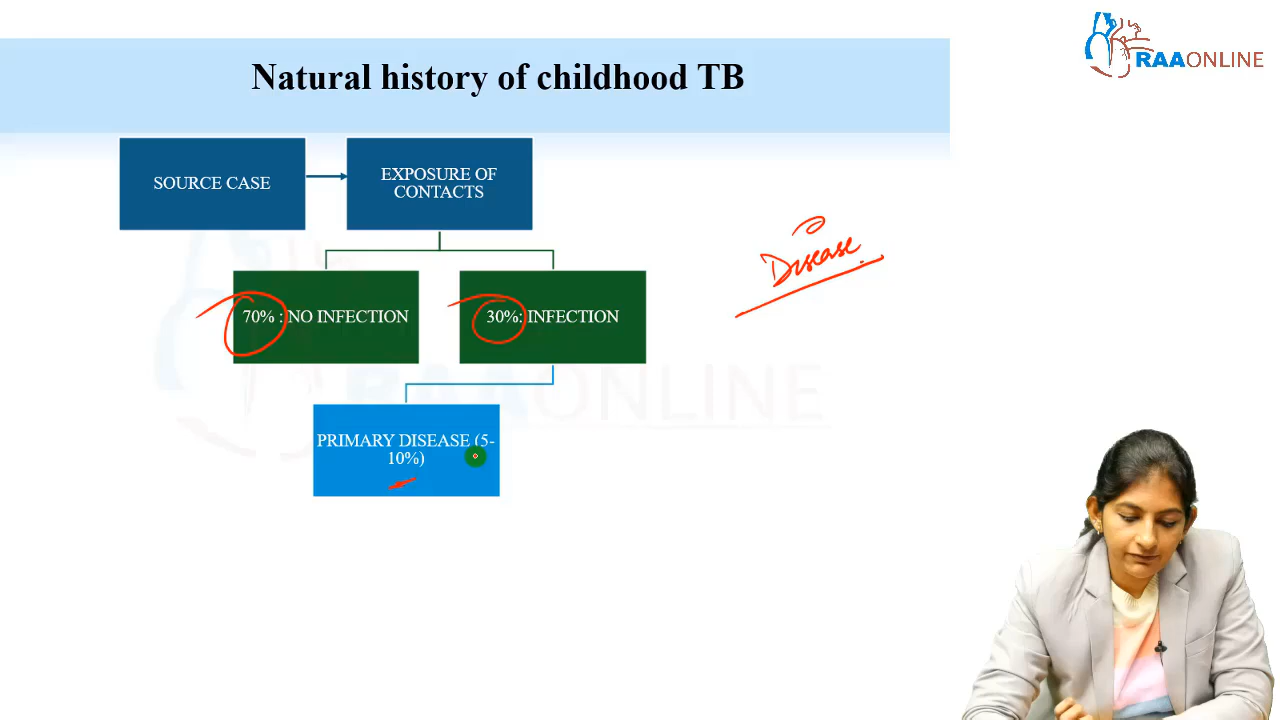 RAAONLINE
Natural history of childhood TB
SOURCE CASE
EXPOSURE OF
CONTACTS
Disease
70% : NO INFECTION
30%: INFECTION
RAAONLINE
PRIMARY DISEASE (5-
10%)